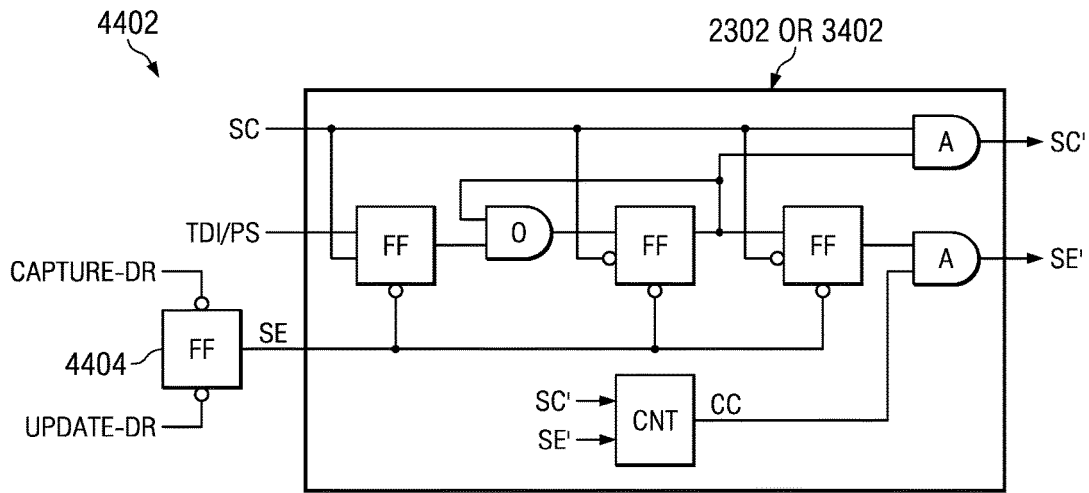 4402
2302 OR 3402
SC
A
SC'
TDI/PS
FF
O
FF
FF
A
SE'
CAPTURE-DR
FF
SE
4404
UPDATE-DR
SC'
SE'
CNT
CC